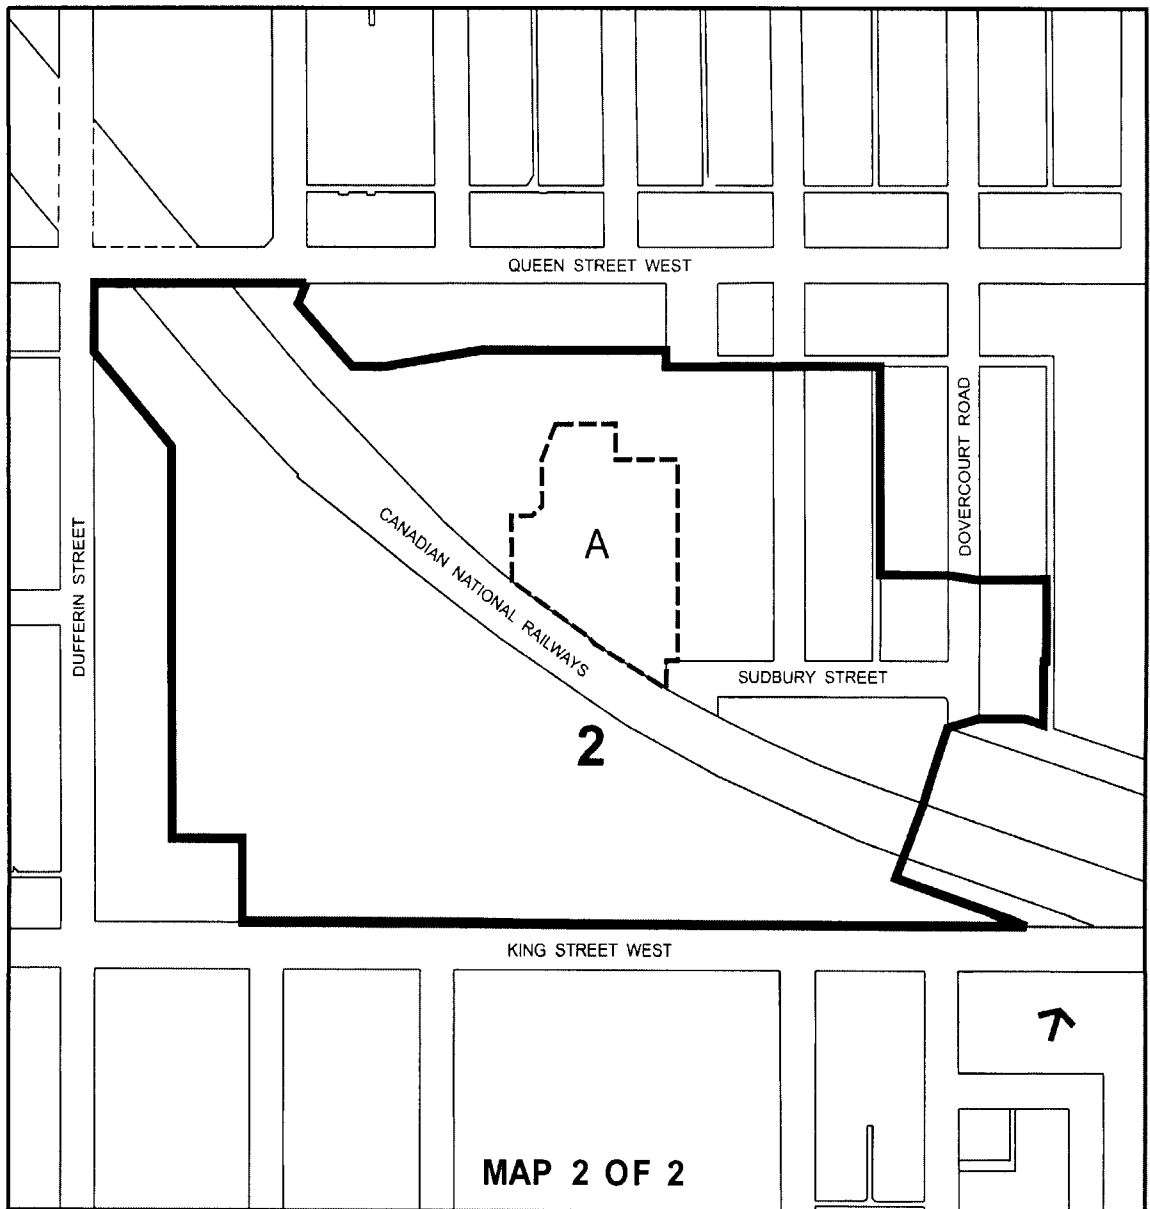 QUEEN STREET WEST
DOVERCOURT ROAD
DUFFERIN STREET
CANADIAN NATIONAL RAILWAYS
A
SUDBURY STREET
2
KING STREET WEST
MAP 2 OF 2